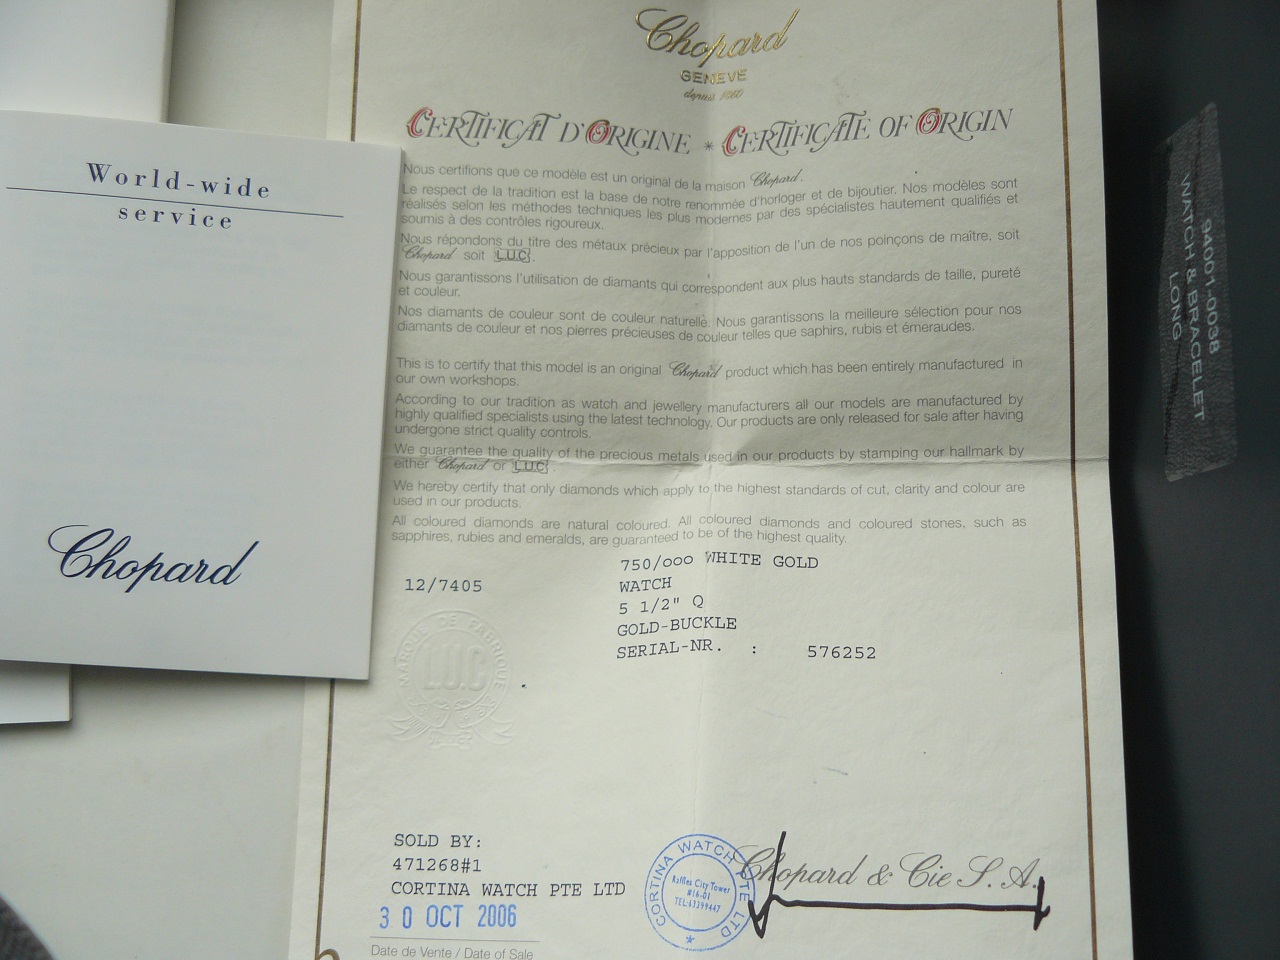 World-wide
service
Chopard
Chopard
GENEVE
depuis 1860
CERTIFICAT D'ORIGINE * CERTIFICATE OF ORIGIN
Nous certifions que ce modèle est un original de la maison Chopard.
Le respect de la tradition est la base de notre renommée d'horloger et de bijoutier. Nos modèles sont
réalisés selon les méthodes techniques les plus modernes par des spécialistes hautement qualifiés et
soumis à des contrôles rigoureux.
Nous répondons du titre des métaux précieux par l'apposition de l'un de nos poinçons de maître, soit
Chopard soit L.U.C.
Nous garantissons l'utilisation de diamants qui correspondent aux plus hauts standards de taille, pureté
et couleur.
Nos diamants de couleur sont de couleur naturelle. Nous garantissons la meilleure sélection pour nos
diamants de couleur et nos pierres précieuses de couleur telles que saphirs, rubis et émeraudes.
This is to certify that this model is an original Chopard product which has been entirely manufactured in
our own workshops.
According to our tradition as watch and jewellery manufacturers all our models are manufactured by
highly qualified specialists using the latest technology. Our products are only released for sale after having
undergone strict quality controls.
We guarantee the quality of the precious metals used in our products by stamping our hallmark by
either Chopard or L.U.C.
We hereby certify that only diamonds which apply to the highest standards of cut, clarity and colour are
used in our products.
All coloured diamonds are natural coloured. All coloured diamonds and coloured stones, such as
sapphires, rubies and emeralds, are guaranteed to be of the highest quality.
12/7405
750/ooo WHITE GOLD
WATCH
5 1/2" Q
GOLD-BUCKLE
SERIAL-NR. : 576252
MARQUE DE FABRIQUE
L.U.C
SOLD BY:
471268#1
CORTINA WATCH PTE LTD
30 OCT 2006
Date de Vente / Date of Sale
CORTINA WATCH PTE LTD
Raffles City Tower
#16-01
TEL:63399447
*
Chopard & Cie S.A.
94001-0038
WATCH & BRACELET
LONG